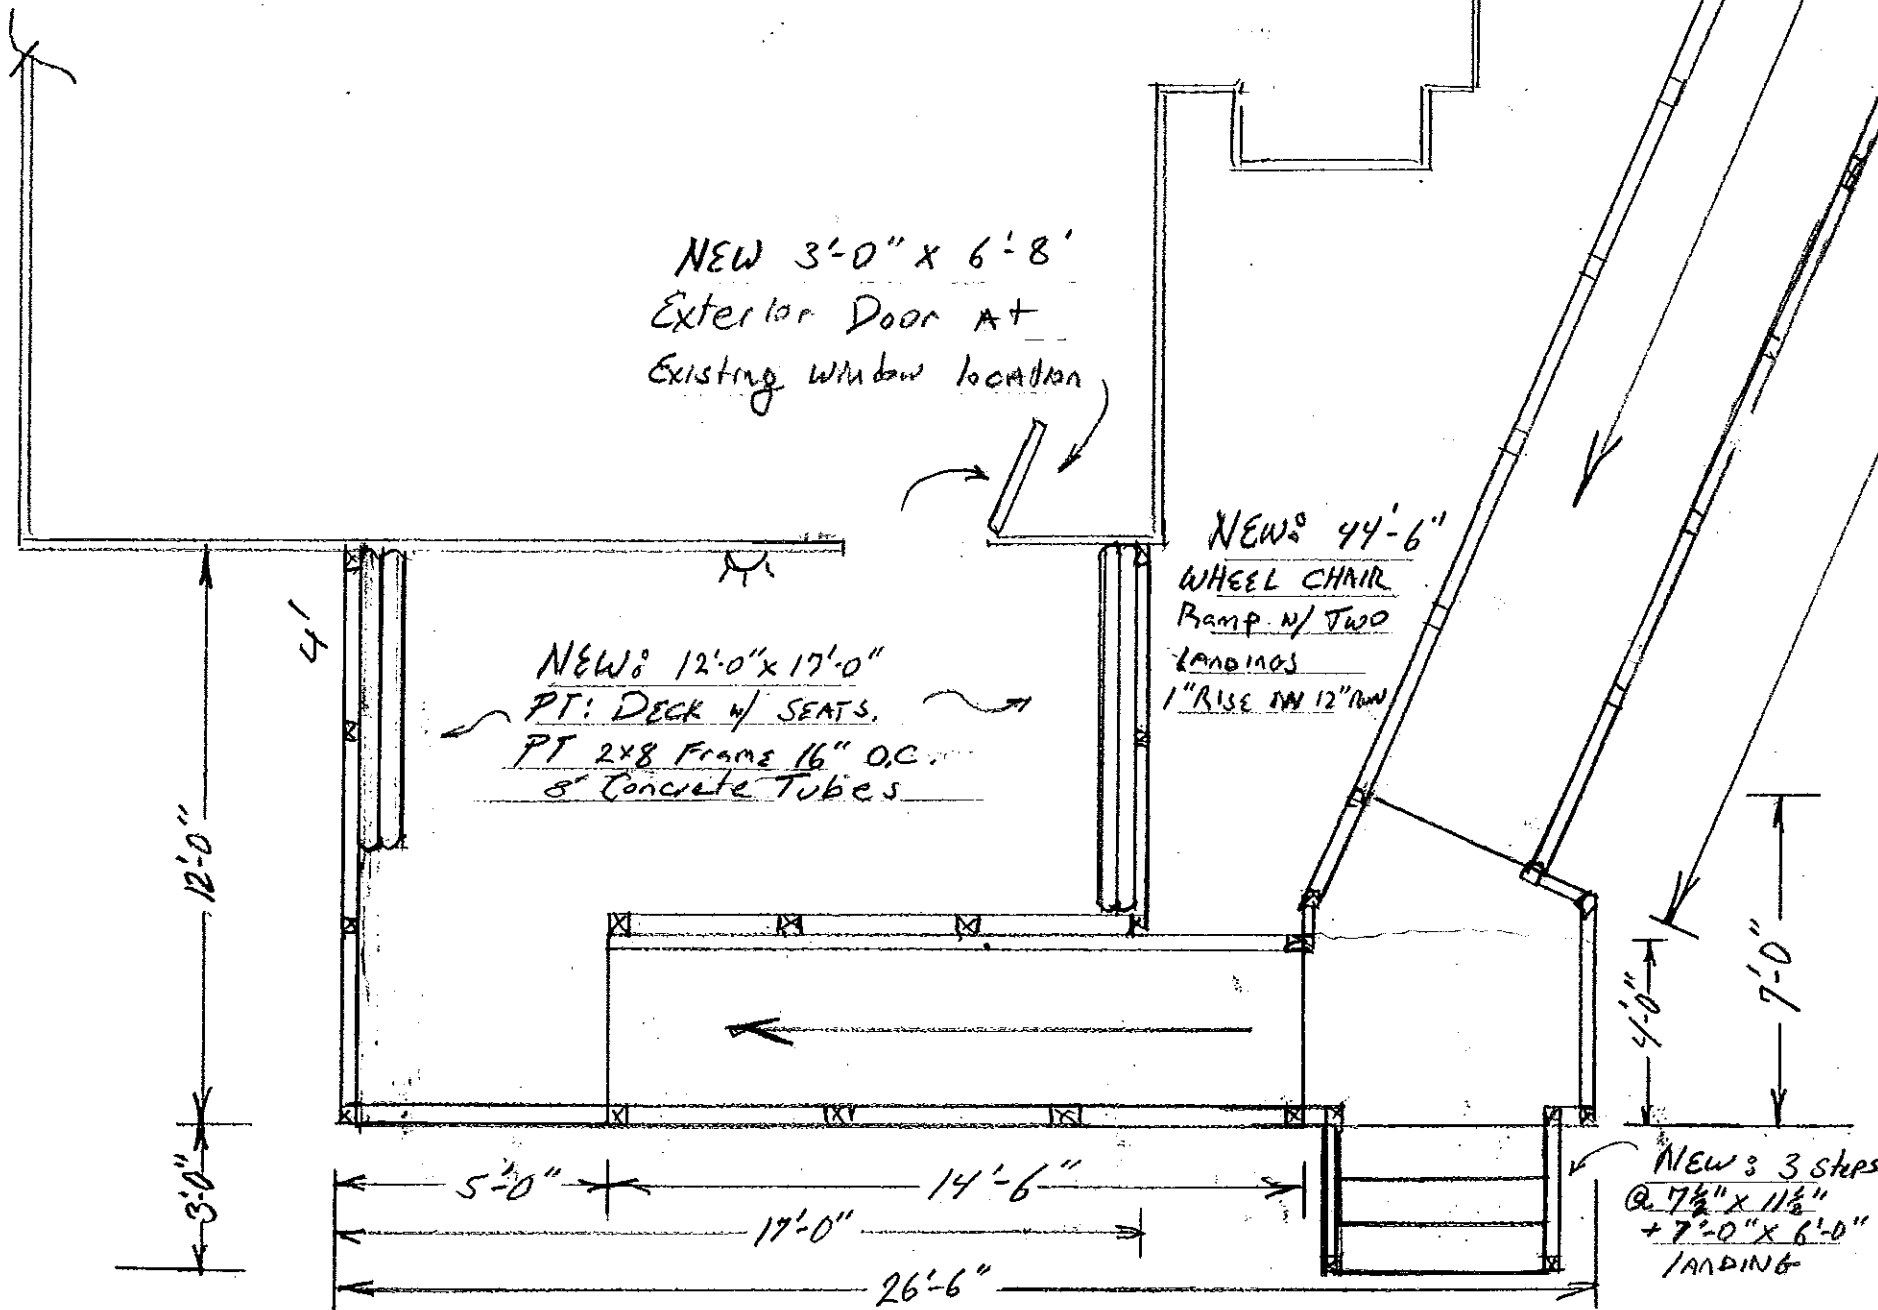 NEW 3'-0" X 6'-8'
Exterior Door At
Existing Window location
NEW: 44'-6"
WHEEL CHAIR
Ramp w/ Two
LANDINGS
1" RISE IN 12" RUN
4'
NEW: 12'-0" x 17'-0"
PT: DECK w/ SEATS.
PT 2x8 Frame 16" O.C.
8" Concrete Tubes
12'-0"
3'-0"
4'-0"
7'-0"
5'-0"
14'-6"
17'-0"
26'-6"
NEW: 3 Steps
@ 7½" x 11½"
+ 7'-0" X 6'-0"
LANDING